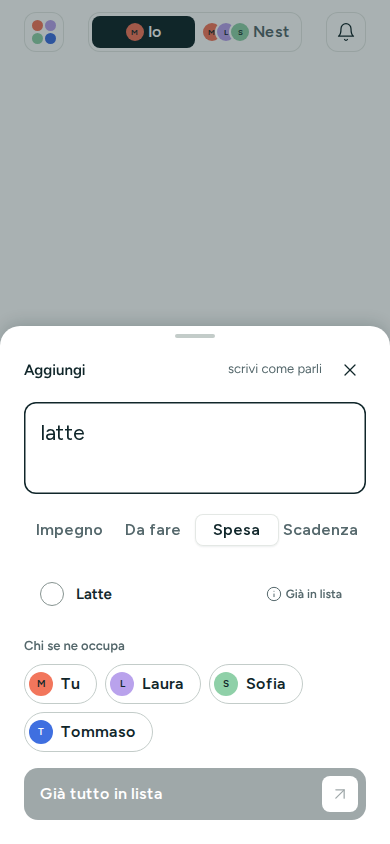 M Io M L S Nest
Aggiungi scrivi come parli
latte
Impegno Da fare Spesa Scadenza
Latte Già in lista
Chi se ne occupa
M Tu L Laura S Sofia
T Tommaso
Già tutto in lista